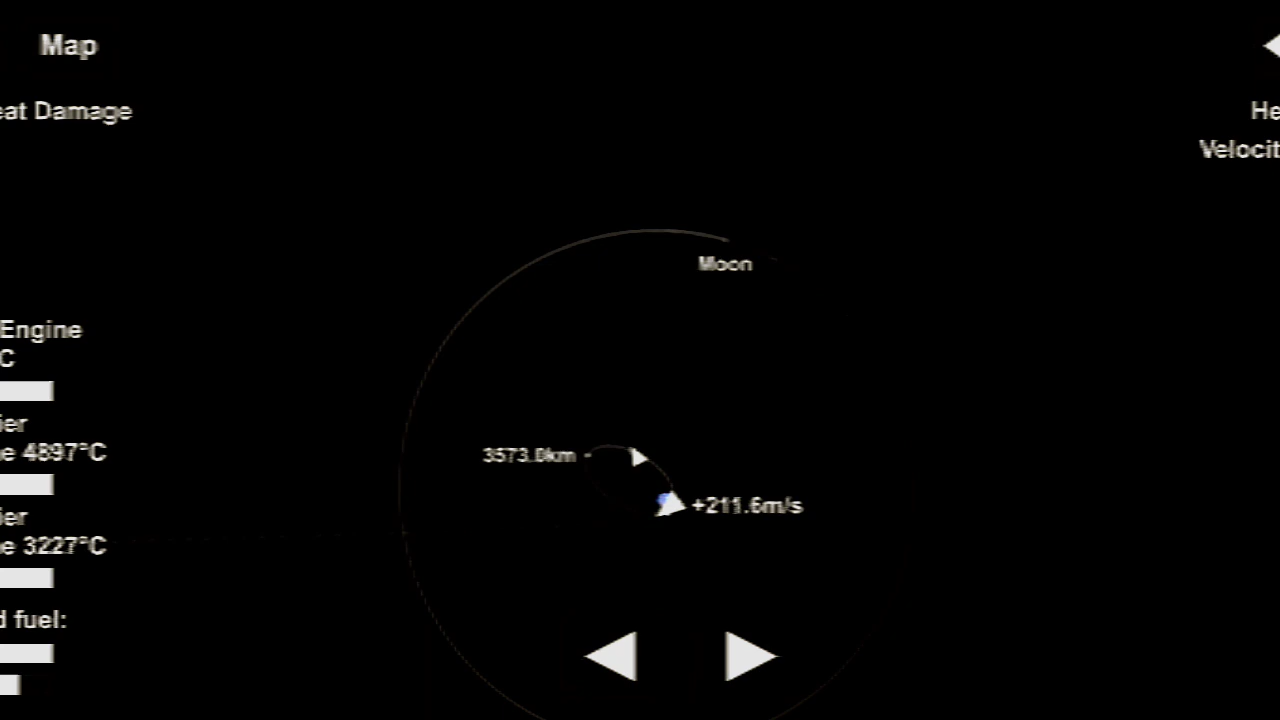 Map
eat Damage
He
Velocit
Moon
Engine
C
ier
e 4897°C
3573.0km
+211.6m/s
ier
e 3227°C
d fuel: